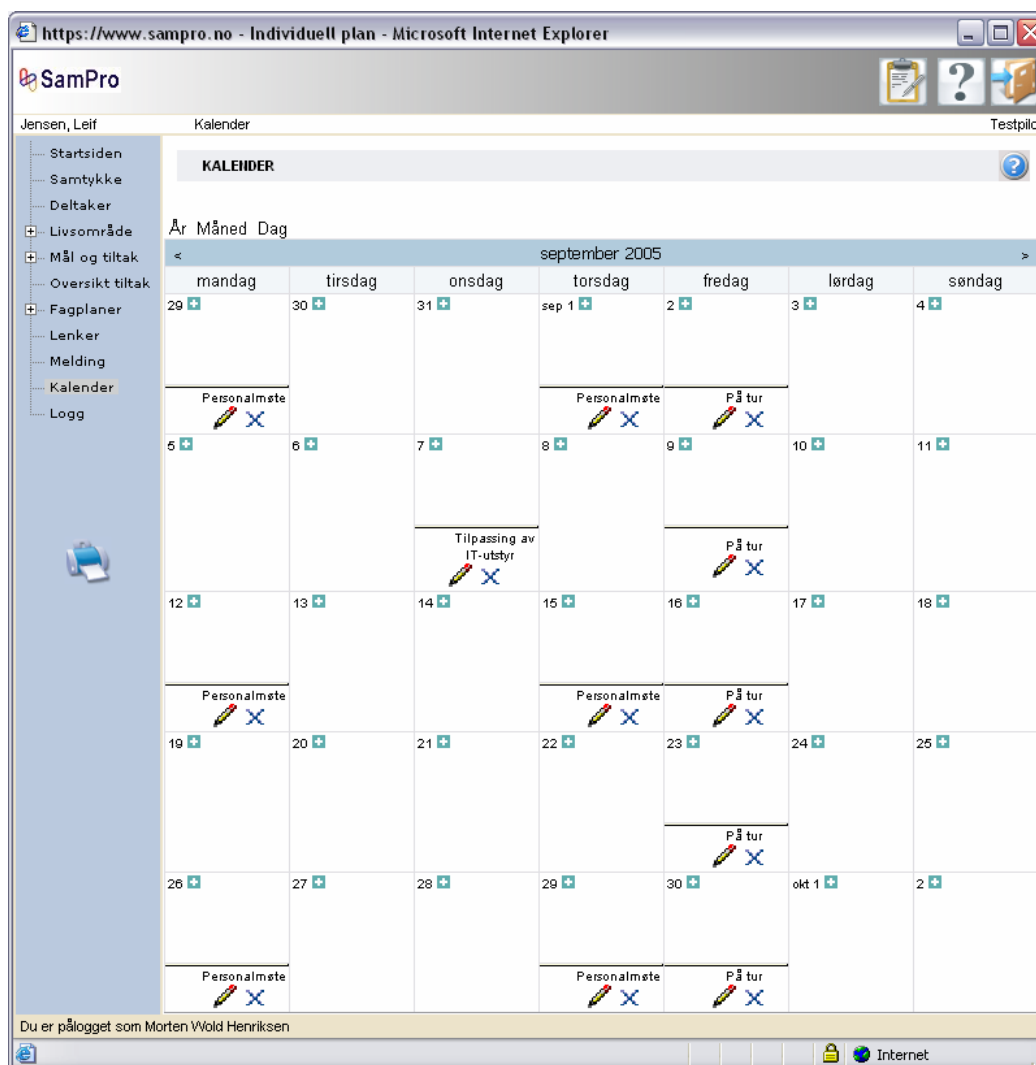 https://www.sampro.no - Individuell plan - Microsoft Internet Explorer
SamPro
Jensen, Leif Kalender Testpilo
Startsiden
Samtykke
Deltaker
Livsområde
Mål og tiltak
Oversikt tiltak
Fagplaner
Lenker
Melding
Kalender
Logg
KALENDER
År Måned Dag
< september 2005 >
mandag tirsdag onsdag torsdag fredag lørdag søndag
29 30 31 sep 1 2 3 4
Personalmøte Personalmøte På tur
5 6 7 8 9 10 11
Tilpassing av
IT-utstyr På tur
12 13 14 15 16 17 18
Personalmøte Personalmøte På tur
19 20 21 22 23 24 25
På tur
26 27 28 29 30 okt 1 2
Personalmøte Personalmøte På tur
Du er pålogget som Morten Wold Henriksen
Internet